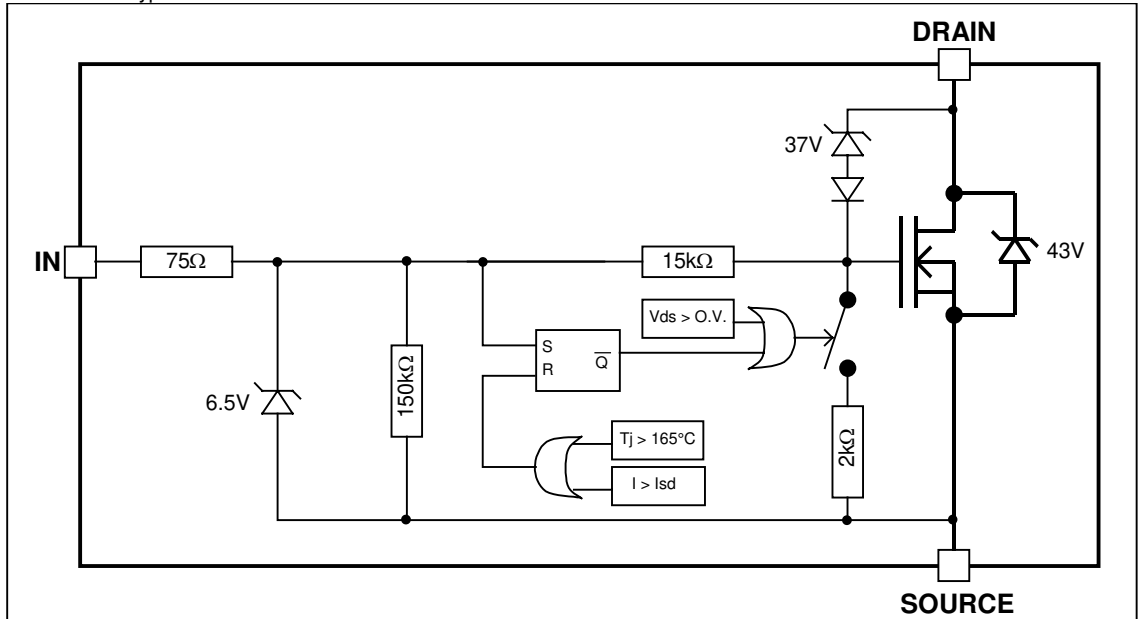 DRAIN
37V
43V
IN
75Ω
15kΩ
Vds > O.V.
S
R
Q
150kΩ
6.5V
Tj > 165°C
I > Isd
2kΩ
SOURCE